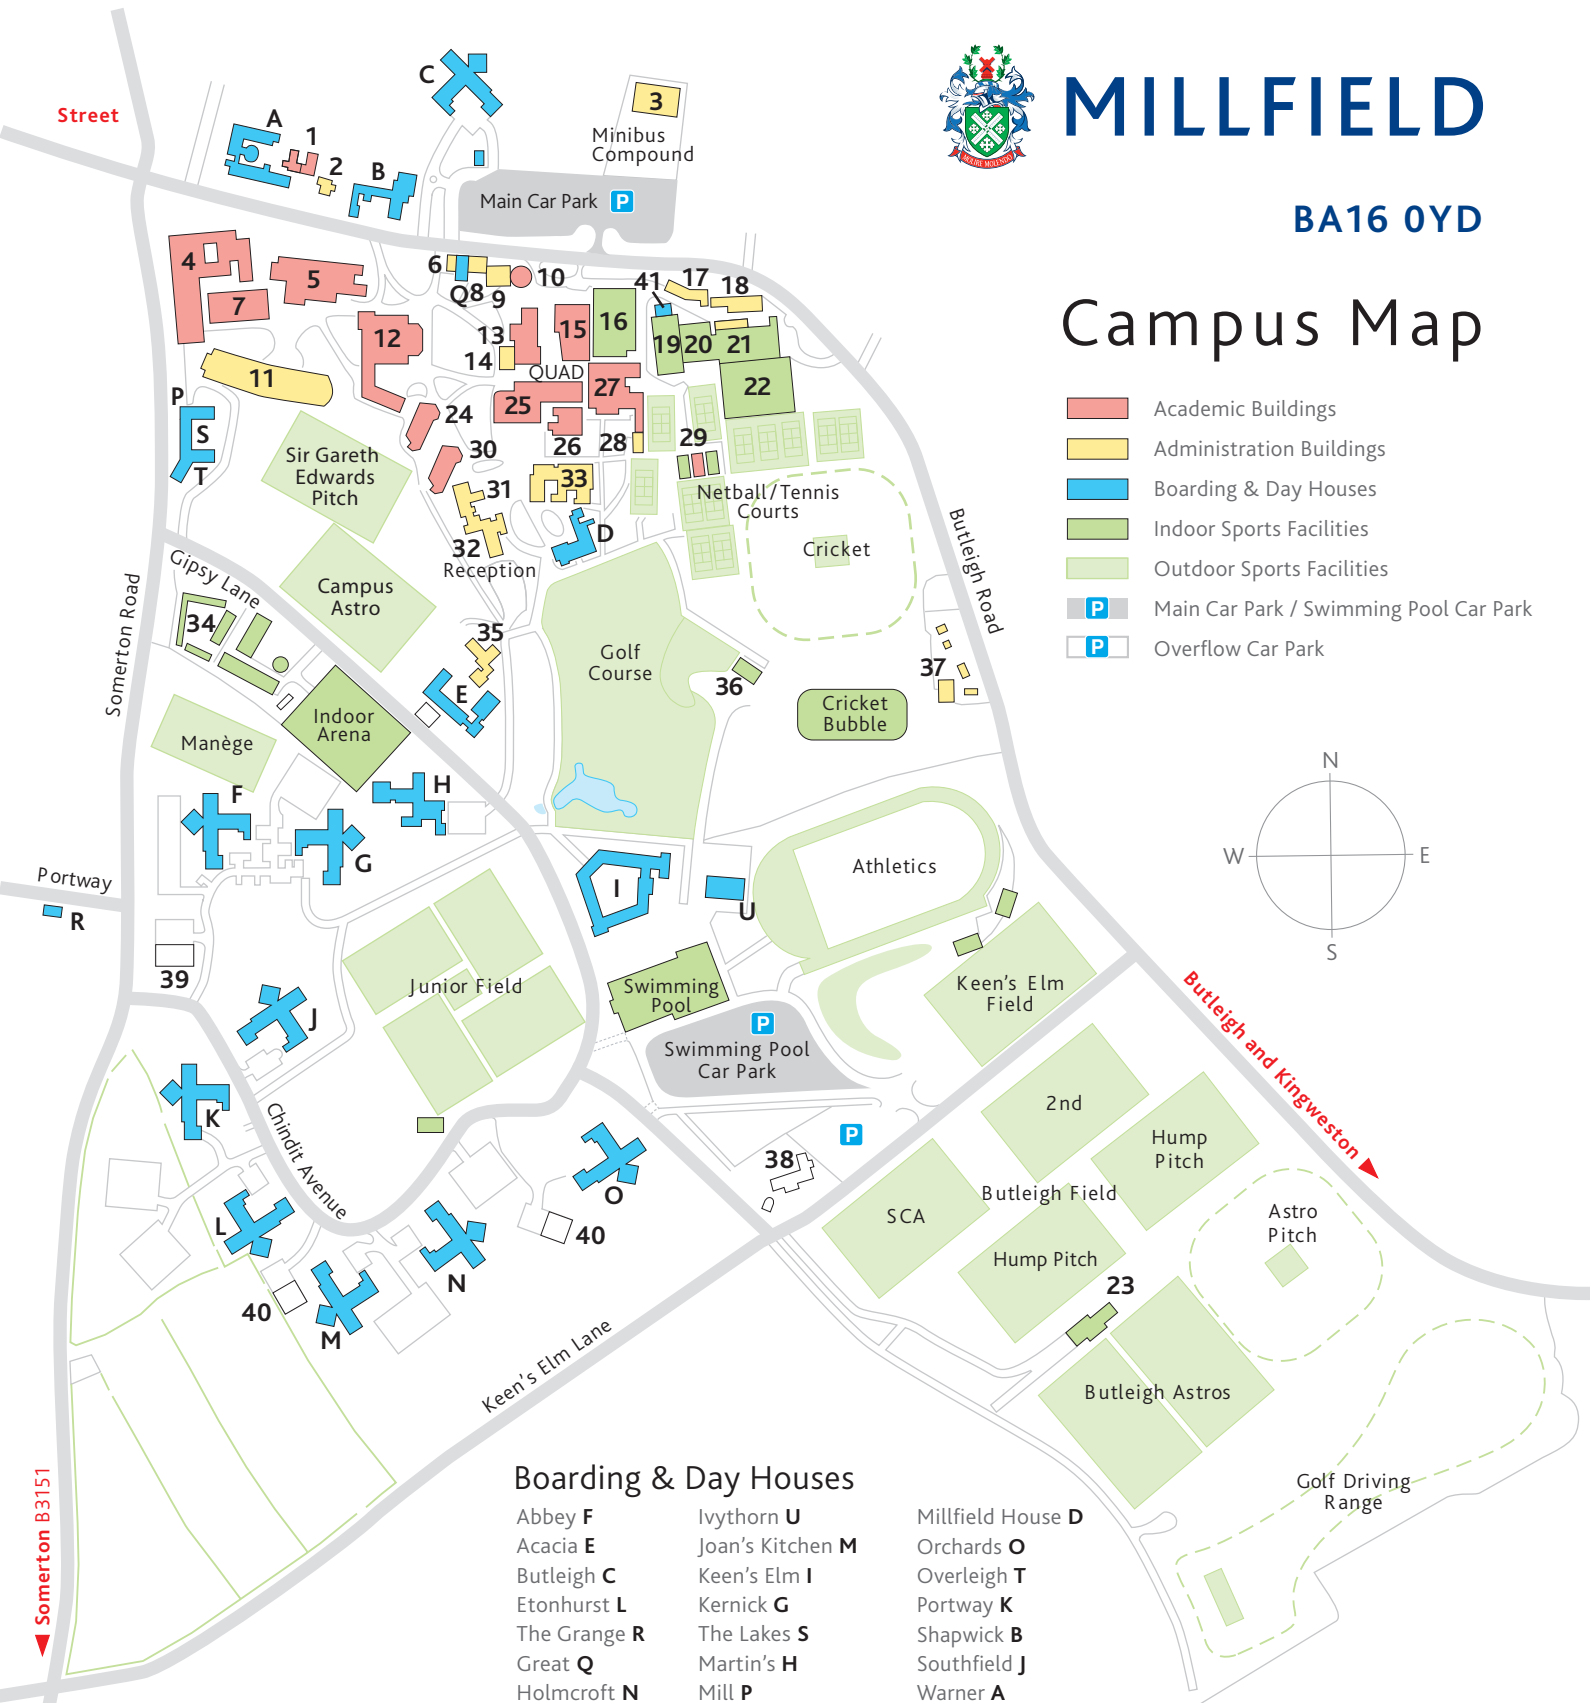 MILLFIELD
BA16 0YD
Campus Map
MOLIRE MOLENDO
Academic Buildings
Administration Buildings
Boarding & Day Houses
Indoor Sports Facilities
Outdoor Sports Facilities
P Main Car Park / Swimming Pool Car Park
P Overflow Car Park
N
W
E
S
Street
C
3
Minibus
Compound
A
1
2
B
Main Car Park P
4
5
7
6
Q
8
9
10
41
17
18
12
13
14
15
16
19
20
21
22
QUAD
11
24
25
26
27
28
29
P
S
T
30
31
32
33
D
Reception
Sir Gareth
Edwards
Pitch
Netball/Tennis
Courts
Cricket
Butleigh Road
Gipsy Lane
Somerton Road
Campus
Astro
34
35
E
Golf
Course
36
37
Cricket
Bubble
Indoor
Arena
Manège
F
H
G
Portway
R
39
Athletics
I
U
Junior Field
Swimming
Pool
P
Swimming Pool
Car Park
Keen's Elm
Field
Butleigh and Kingweston
J
K
Chindit Avenue
2nd
Hump
Pitch
P
38
O
40
L
N
M
40
SCA
Butleigh Field
Hump Pitch
Astro
Pitch
23
Butleigh Astros
Keen's Elm Lane
Golf Driving
Range
Somerton B3151
Boarding & Day Houses
Abbey F
Acacia E
Butleigh C
Etonhurst L
The Grange R
Great Q
Holmcroft N
Ivythorn U
Joan's Kitchen M
Keen's Elm I
Kernick G
The Lakes S
Martin's H
Mill P
Millfield House D
Orchards O
Overleigh T
Portway K
Shapwick B
Southfield J
Warner A